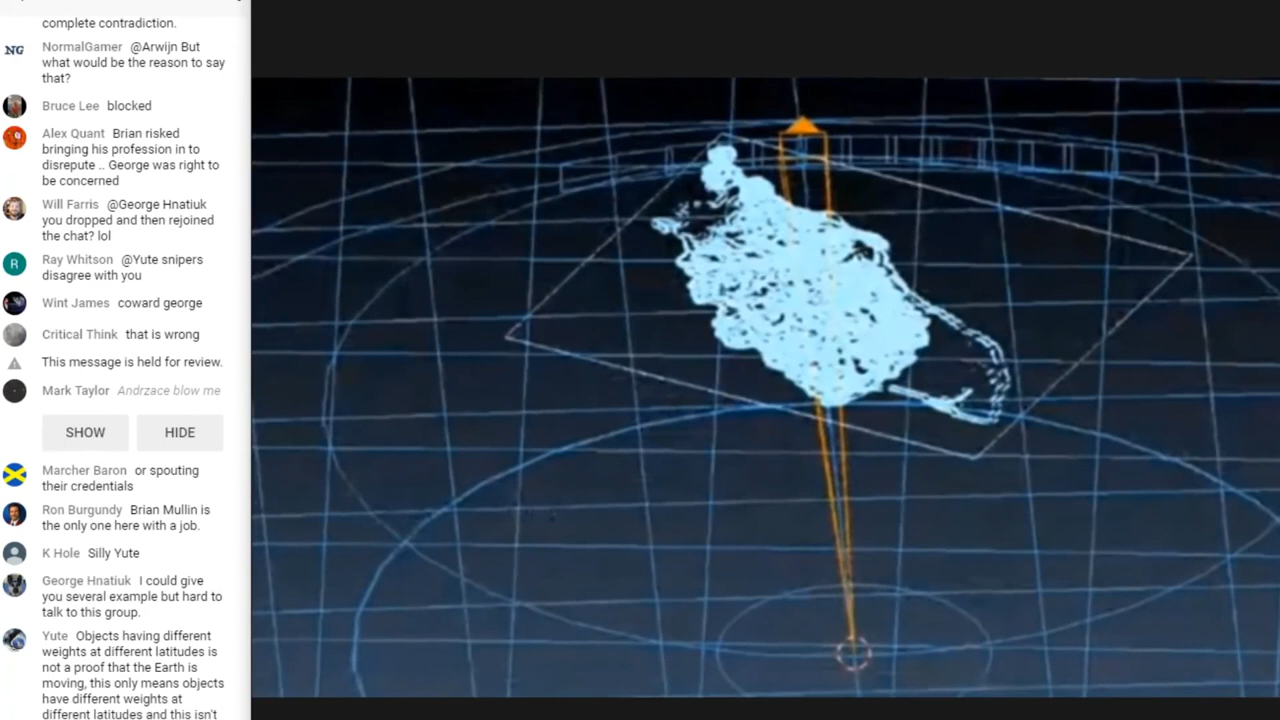 complete contradiction.
NG NormalGamer @Arwijn But
what would be the reason to say
that?
Bruce Lee blocked
Alex Quant Brian risked
bringing his profession in to
disrepute .. George was right to
be concerned
Will Farris @George Hnatiuk
you dropped and then rejoined
the chat? lol
R Ray Whitson @Yute snipers
disagree with you
Wint James coward george
Critical Think that is wrong
This message is held for review.
Mark Taylor Andrzace blow me
SHOW HIDE
Marcher Baron or spouting
their credentials
Ron Burgundy Brian Mullin is
the only one here with a job.
K Hole Silly Yute
George Hnatiuk I could give
you several example but hard to
talk to this group.
Yute Objects having different
weights at different latitudes is
not a proof that the Earth is
moving, this only means objects
have different weights at
different latitudes and this isn't